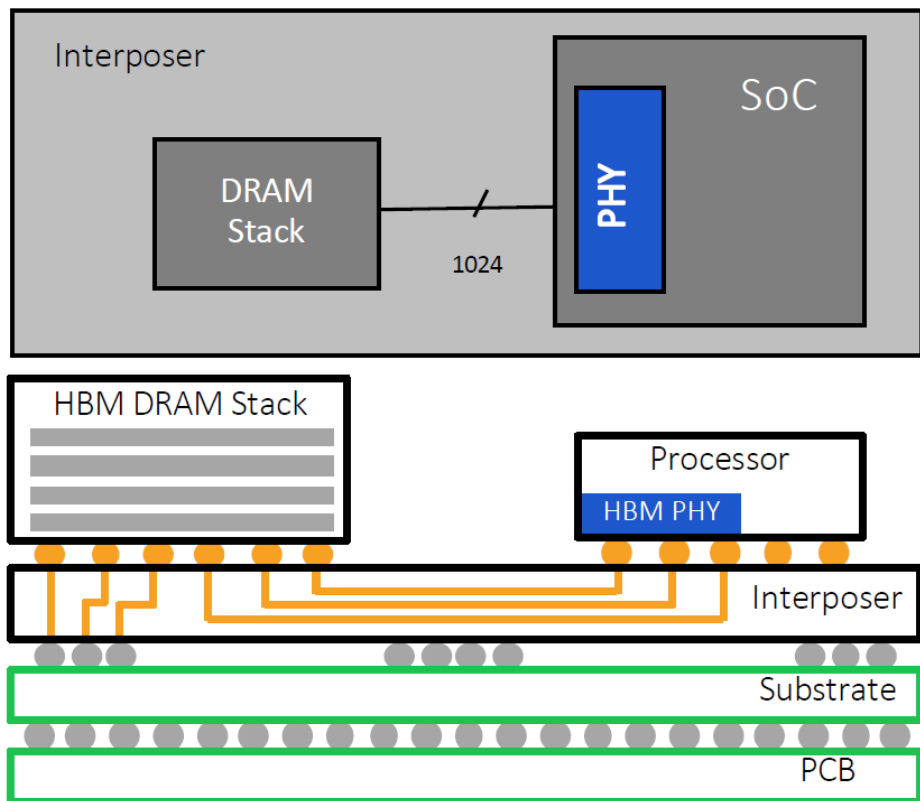 Interposer
SoC
DRAM
Stack
PHY
1024
HBM DRAM Stack
Processor
HBM PHY
Interposer
Substrate
PCB